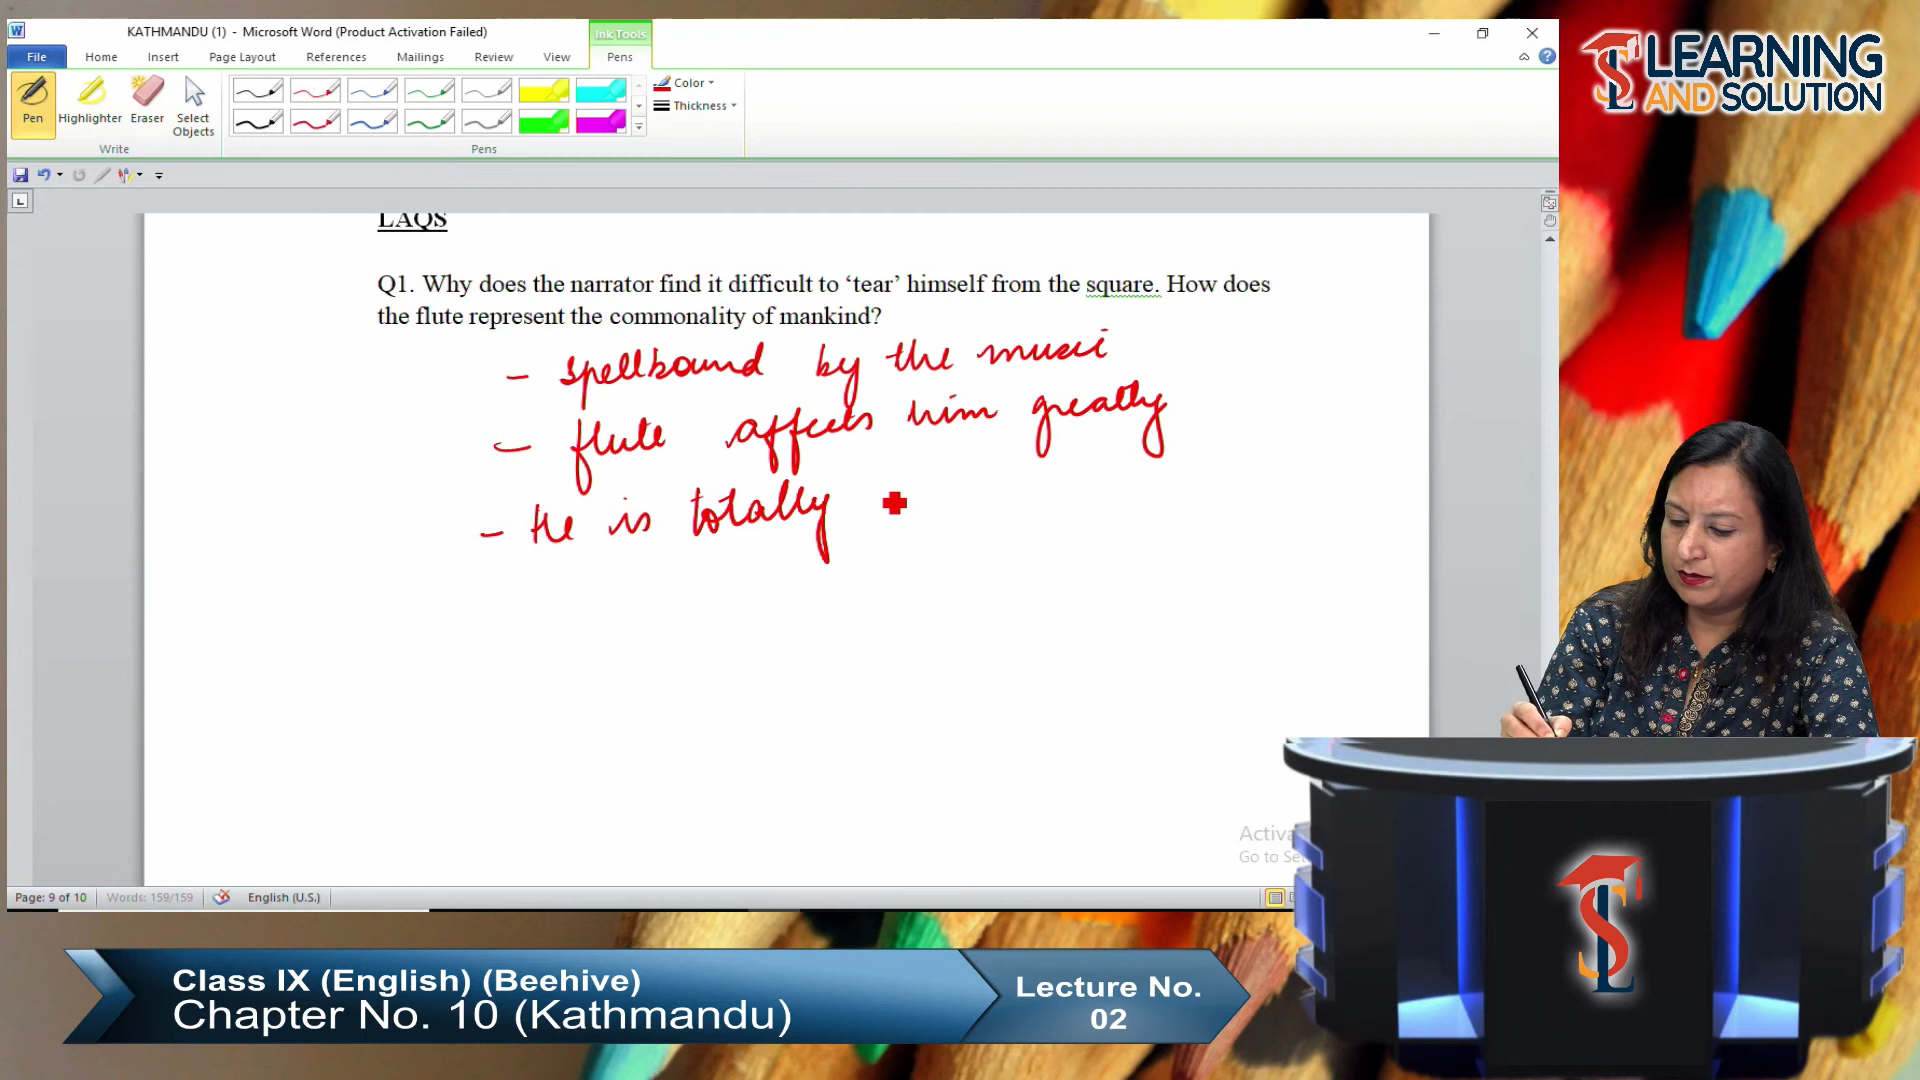 KATHMANDU (1) - Microsoft Word (Product Activation Failed)
Ink Tools
File Home Insert Page Layout References Mailings Review View Pens
Pen Highlighter Eraser Select Objects
Color
Thickness
Write
Pens
LEARNING
AND SOLUTION
LAQS
Q1. Why does the narrator find it difficult to ‘tear’ himself from the square. How does
the flute represent the commonality of mankind?
- spellbound by the music
- flute affects him greatly
- He is totally
Activa
Go to Se
Page: 9 of 10 Words: 159/159 English (U.S.)
Class IX (English) (Beehive)
Chapter No. 10 (Kathmandu)
Lecture No.
02